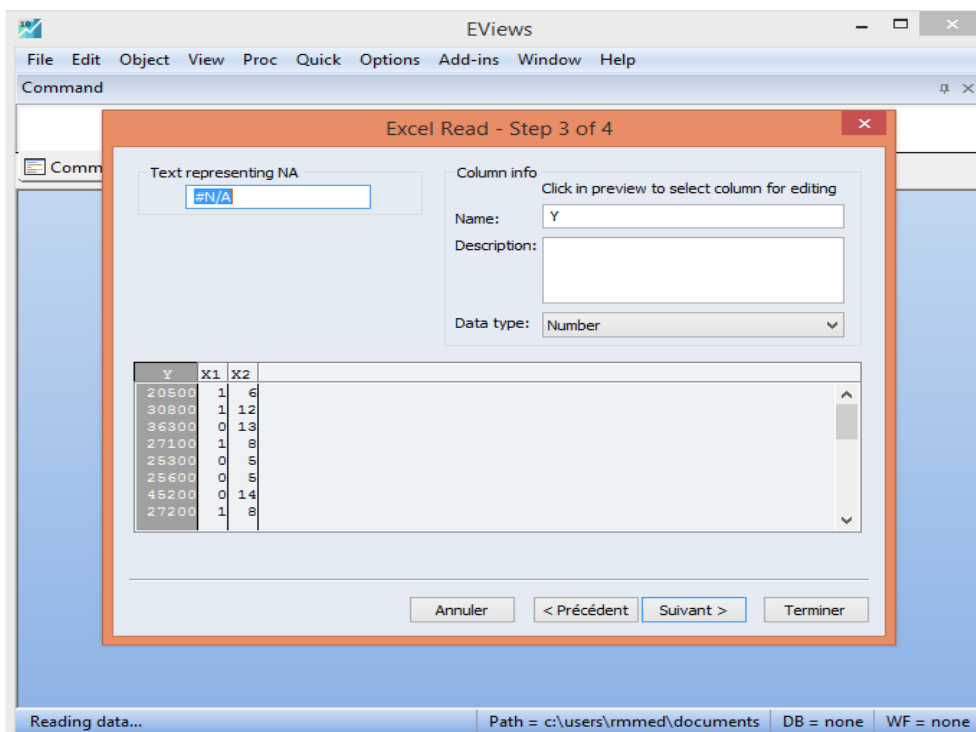 10
EViews
File Edit Object View Proc Quick Options Add-ins Window Help
Command
Comm
Excel Read - Step 3 of 4
Text representing NA
#N/A
Column info
Click in preview to select column for editing
Name: Y
Description:
Data type: Number
Y X1 X2
20500 1 6
30800 1 12
36300 0 13
27100 1 8
25300 0 5
25600 0 5
45200 0 14
27200 1 8
Annuler < Précédent Suivant > Terminer
Reading data... Path = c:\users\rmmed\documents DB = none WF = none